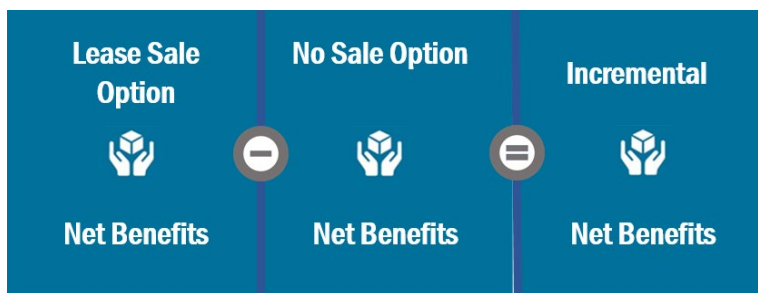 Lease Sale
Option
Net Benefits
No Sale Option
Net Benefits
Incremental
Net Benefits